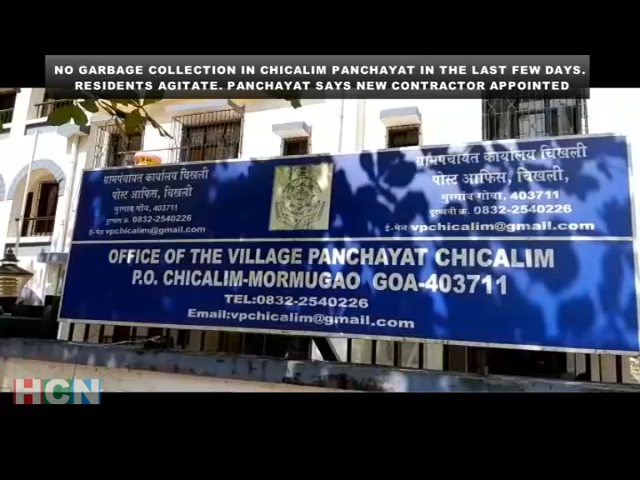 NO GARBAGE COLLECTION IN CHICALIM PANCHAYAT IN THE LAST FEW DAYS.
RESIDENTS AGITATE. PANCHAYAT SAYS NEW CONTRACTOR APPOINTED
ग्रामपंचायत कार्यालय चिखली
पोस्ट आफिस, चिखली
मुरगाव गोंय, 403711
दुरध्वनी क्र. 0832-2540226
ई-मेल vpchicalim@gmail.com
ग्रामपंचायत कार्यालय चिखली
पोस्ट आफिस, चिखली,
मुरगांव गोवा, 403711
दुरध्वनी क्र. 0832-2540226
ई-मेल vpchicalim@gmail.com
OFFICE OF THE VILLAGE PANCHAYAT CHICALIM
P.O. CHICALIM-MORMUGAO GOA-403711
TEL:0832-2540226
Email:vpchicalim@gmail.com
HCN